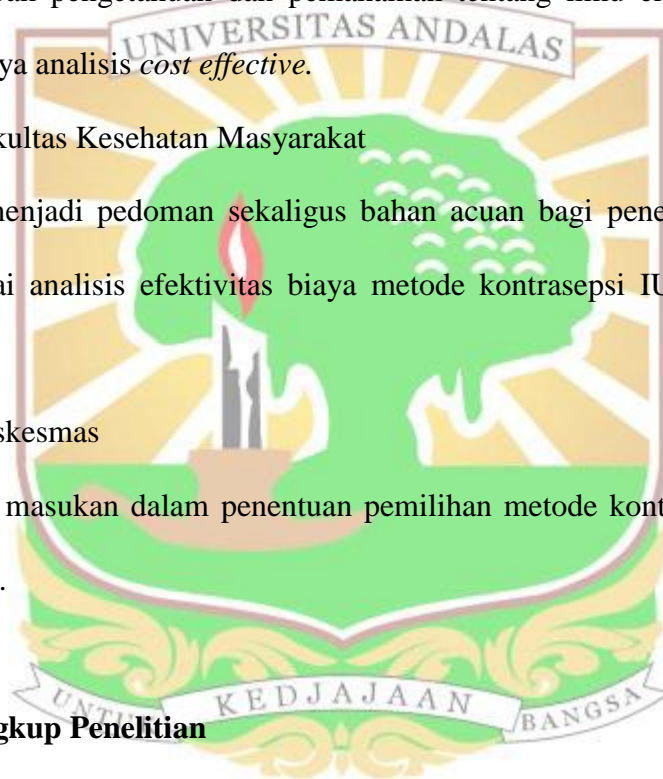 pengetahuan dan pemahaman tentang ilmu
UNIVERSITAS ANDALAS
ya analisis cost effective.
kultas Kesehatan Masyarakat
menjadi pedoman sekaligus bahan acuan bagi pene
ai analisis efektivitas biaya metode kontrasepsi IU
skesmas
masukan dalam penentuan pemilihan metode kont
.
UNTUK KEDJAJAAN BANGSA
gkup Penelitian